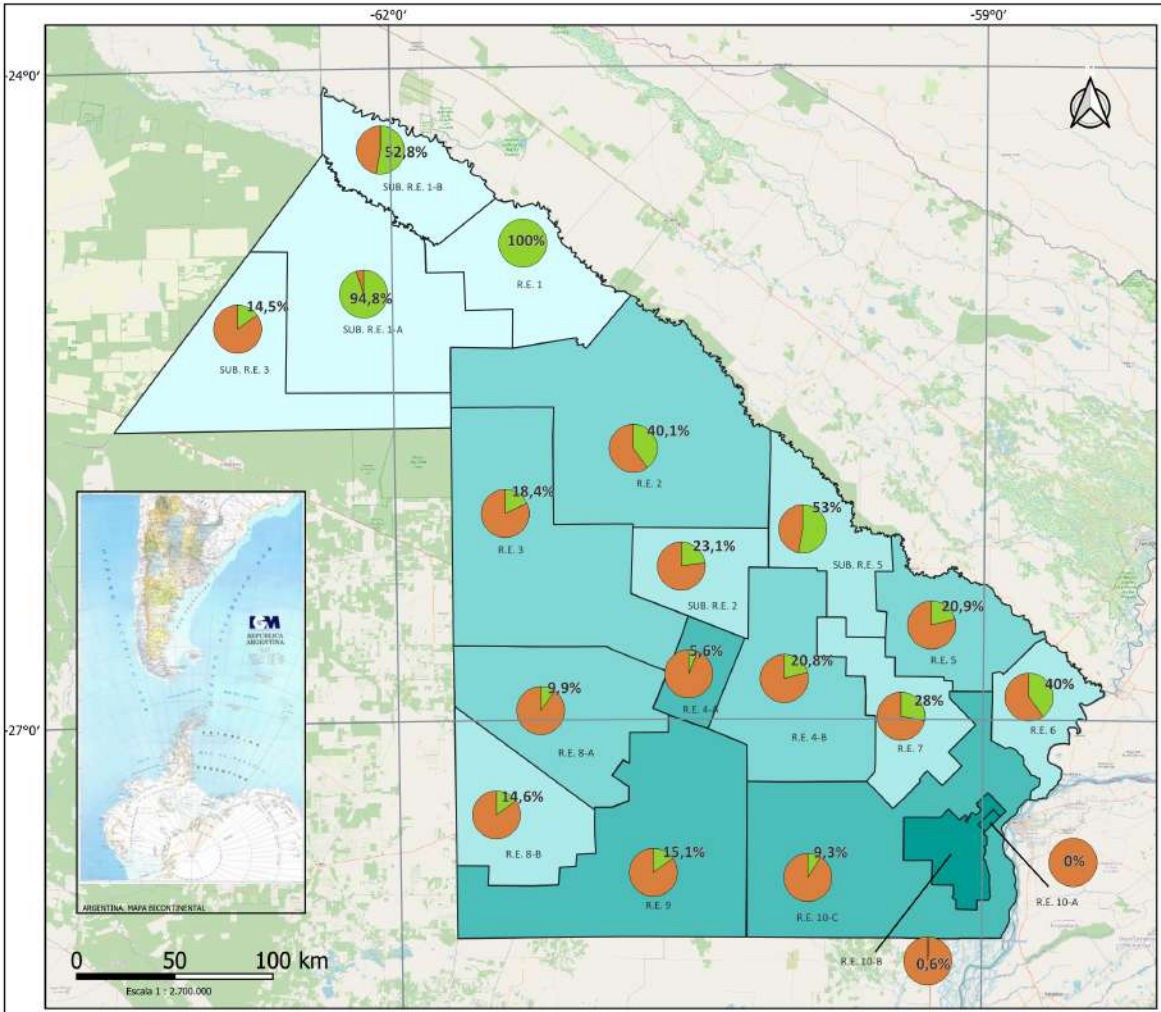 -62°0'
-59°0'
-24°0'
52,8%
SUB. R.E. 1-B
100%
R.E. 1
94,8%
SUB. R.E. 1-A
14,5%
SUB. R.E. 3
40,1%
R.E. 2
18,4%
R.E. 3
53%
SUB. R.E. 5
23,1%
SUB. R.E. 2
20,9%
R.E. 5
5,6%
R.E. 4-A
20,8%
R.E. 4-B
40%
R.E. 6
28%
R.E. 7
9,9%
R.E. 8-A
-27°0'
14,6%
R.E. 8-B
15,1%
R.E. 9
9,3%
R.E. 10-C
0%
R.E. 10-A
R.E. 10-B
0,6%
IGM
REPUBLICA
ARGENTINA
ARGENTINA: MAPA BICONTINENTAL
0 50 100 km
Escala 1 : 2.700.000